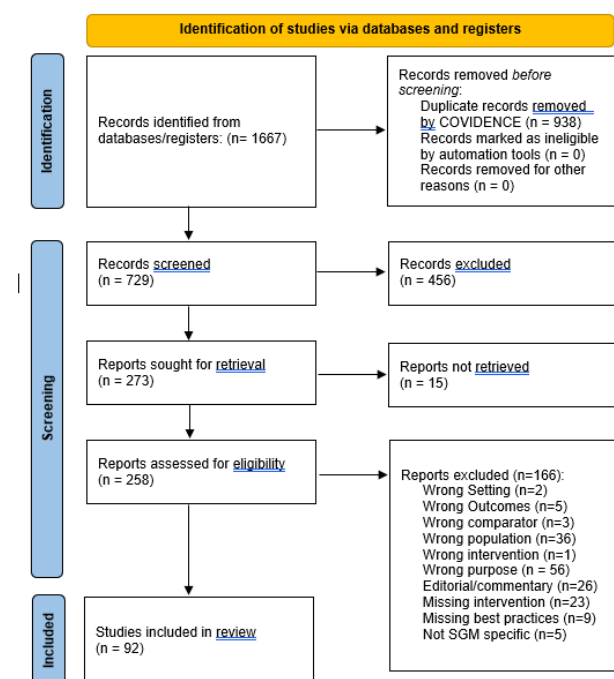 Identification of studies via databases and registers
Identification
Records identified from
databases/registers: (n= 1667)
Records removed before
screening:
Duplicate records removed
by COVIDENCE (n = 938)
Records marked as ineligible
by automation tools (n = 0)
Records removed for other
reasons (n = 0)
Screening
Records screened
(n = 729)
Records excluded
(n = 456)
Reports sought for retrieval
(n = 273)
Reports not retrieved
(n = 15)
Reports assessed for eligibility
(n = 258)
Reports excluded (n=166):
Wrong Setting (n=2)
Wrong Outcomes (n=5)
Wrong comparator (n=3)
Wrong population (n=36)
Wrong intervention (n=1)
Wrong purpose (n = 56)
Editorial/commentary (n=26)
Missing intervention (n=23)
Missing best practices (n=9)
Not SGM specific (n=5)
Included
Studies included in review
(n = 92)